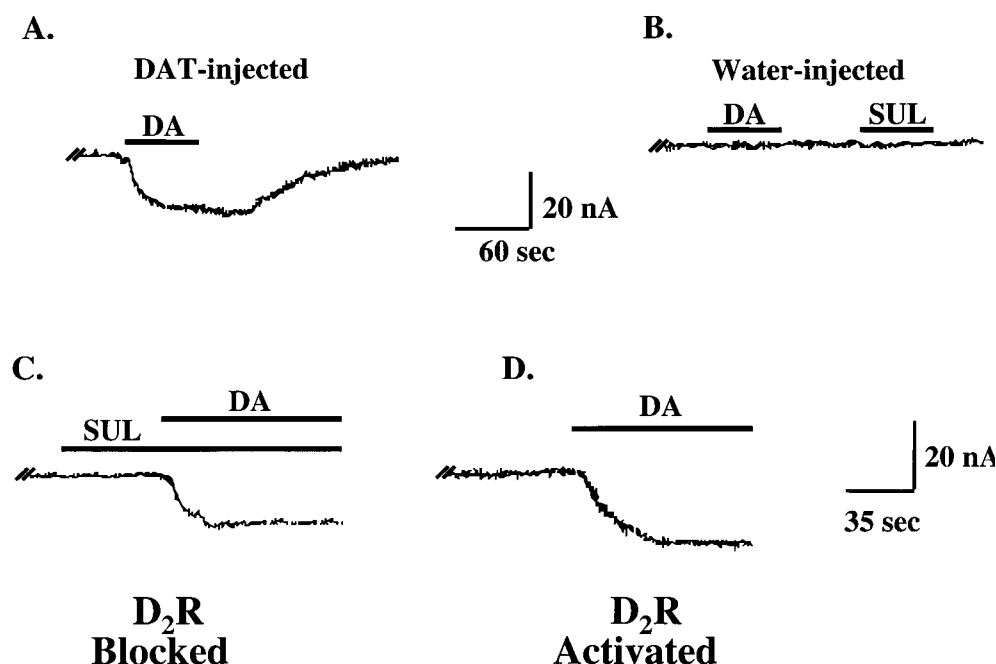 A.
DAT-injected
DA
20 nA
60 sec
B.
Water-injected
DA
SUL
C.
DA
SUL
D₂R
Blocked
D.
DA
20 nA
35 sec
D₂R
Activated